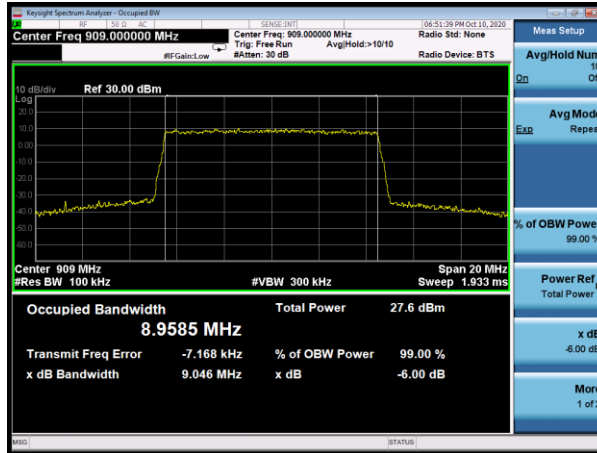 Keysight Spectrum Analyzer - Occupied BW
RF 50 Ω AC SENSE:INT 06:51:39 PM Oct 10, 2020
Center Freq 909.000000 MHz Center Freq: 909.000000 MHz Radio Std: None
Trig: Free Run Avg|Hold:>10/10
#IFGain:Low #Atten: 30 dB Radio Device: BTS
10 dB/div Ref 30.00 dBm
Log
20.0
10.0
0.00
-10.0
-20.0
-30.0
-40.0
-50.0
-60.0
Center 909 MHz Span 20 MHz
#Res BW 100 kHz #VBW 300 kHz Sweep 1.933 ms
Occupied Bandwidth Total Power 27.6 dBm
8.9585 MHz
Transmit Freq Error -7.168 kHz % of OBW Power 99.00 %
x dB Bandwidth 9.046 MHz x dB -6.00 dB
MSG STATUS
Meas Setup
Avg/Hold Num
10
On Of
Avg Mode
Exp Repea
% of OBW Powe
99.00 %
Power Ref
Total Power
x dB
-6.00 dB
More
1 of 2